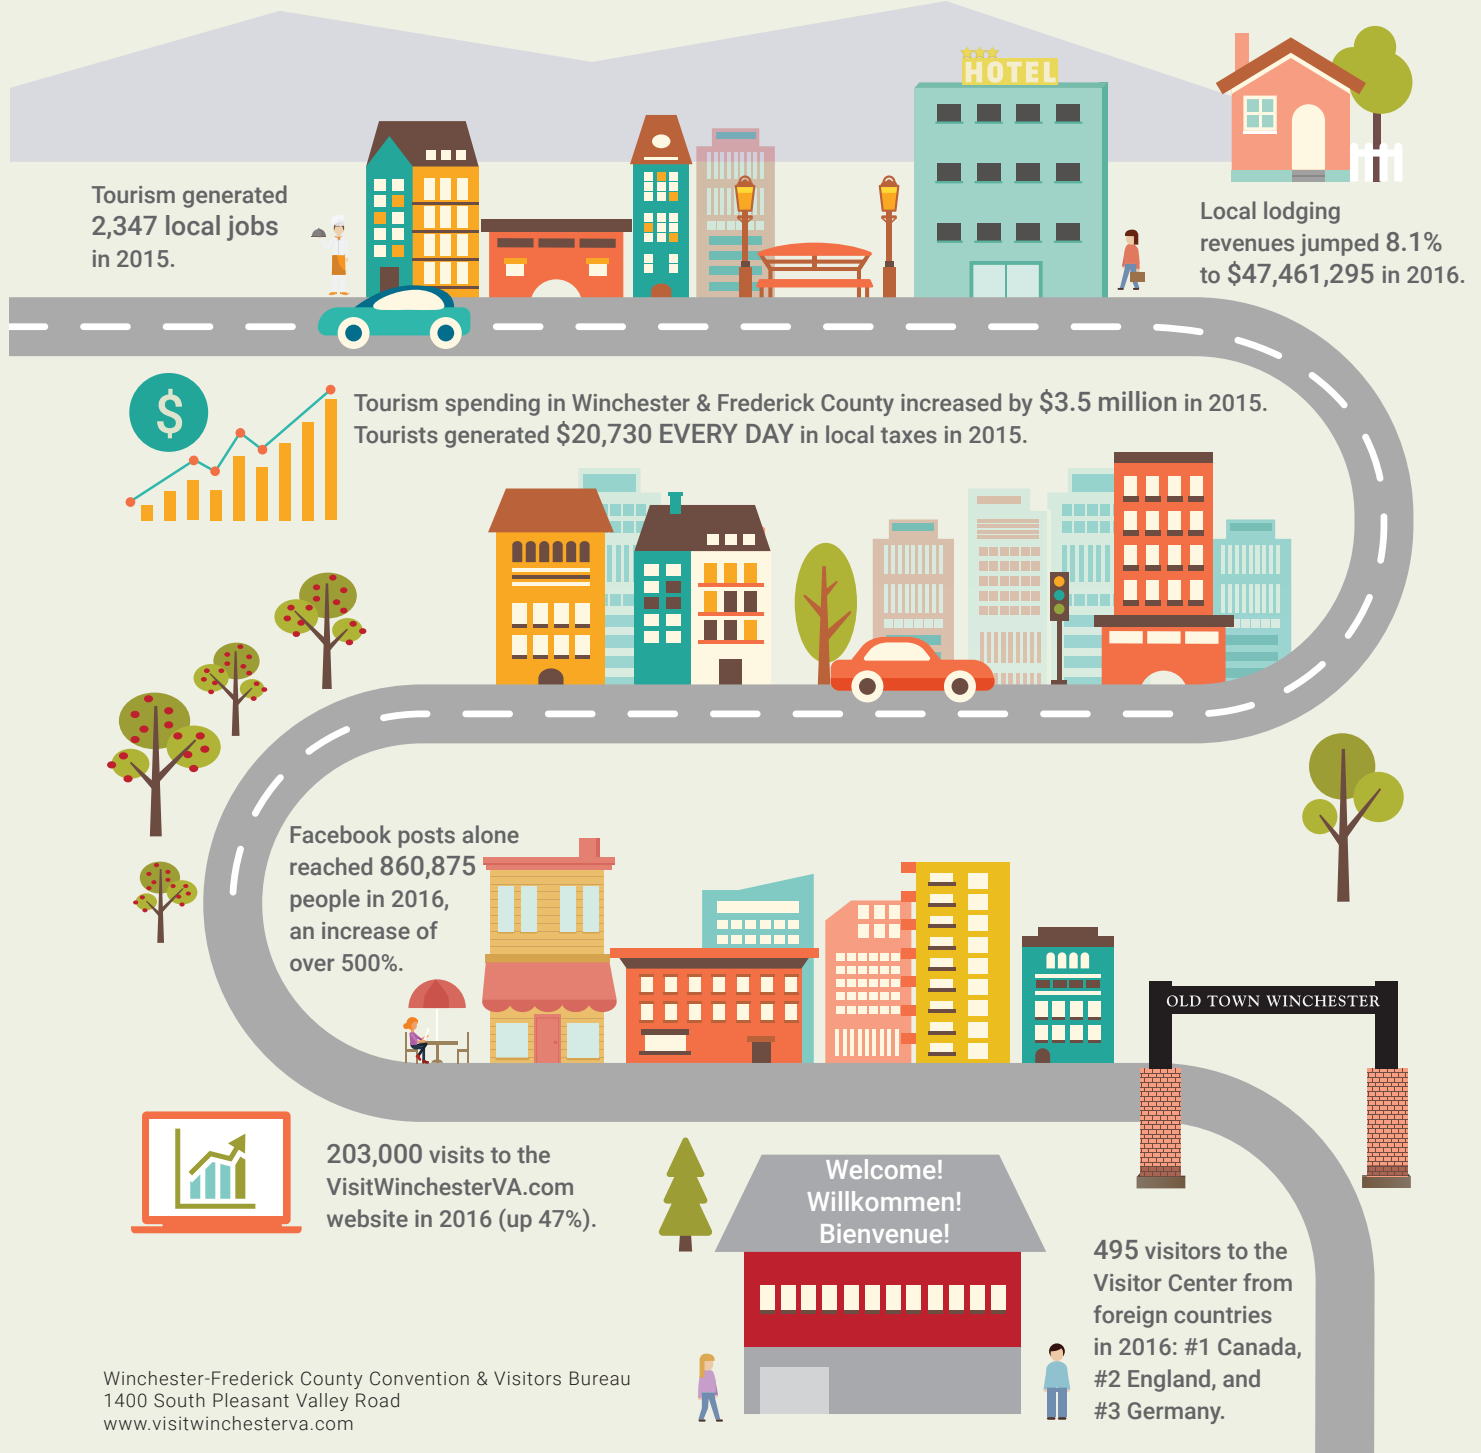 HOTEL
Tourism generated
2,347 local jobs
in 2015.
Local lodging
revenues jumped 8.1%
to $47,461,295 in 2016.
$
Tourism spending in Winchester & Frederick County increased by $3.5 million in 2015.
Tourists generated $20,730 EVERY DAY in local taxes in 2015.
Facebook posts alone
reached 860,875
people in 2016,
an increase of
over 500%.
OLD TOWN WINCHESTER
203,000 visits to the
VisitWinchesterVA.com
website in 2016 (up 47%).
Welcome!
Willkommen!
Bienvenue!
495 visitors to the
Visitor Center from
foreign countries
in 2016: #1 Canada,
#2 England, and
#3 Germany.
Winchester-Frederick County Convention & Visitors Bureau
1400 South Pleasant Valley Road
www.visitwinchesterva.com